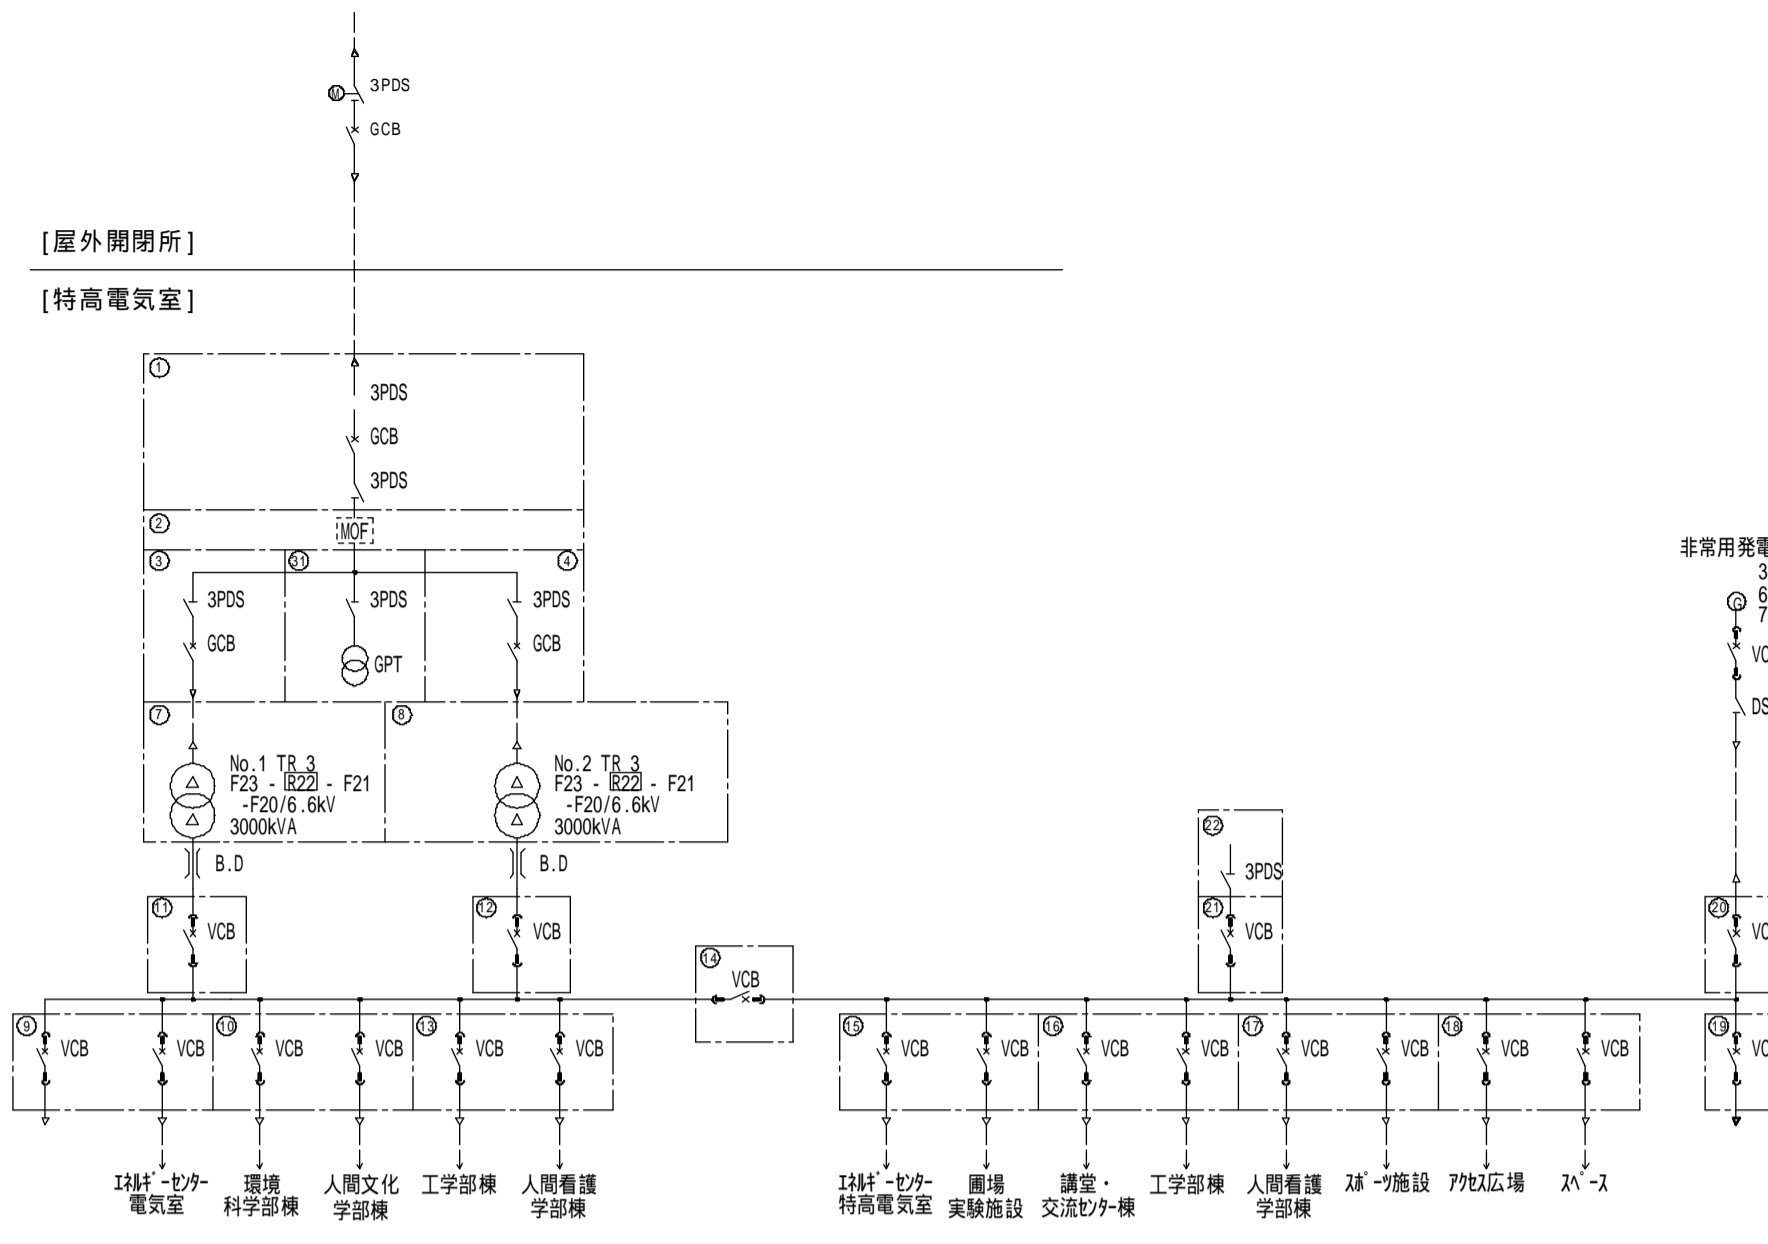 3PDS
M
GCB
[屋外開閉所]
[特高電気室]
1
3PDS
GCB
3PDS
2
MOF
3
31
4
3PDS
3PDS
3PDS
GCB
GPT
GCB
非常用発電
3
6
7
G
VC
DS
7
8
No.1 TR 3
F23 - R22 - F21
-F20/6.6kV
3000kVA
No.2 TR 3
F23 - R22 - F21
-F20/6.6kV
3000kVA
B.D
B.D
22
3PDS
11
VCB
12
VCB
21
VCB
20
VC
14
VCB
9
VCB
VCB
10
VCB
VCB
13
VCB
VCB
15
VCB
VCB
16
VCB
VCB
17
VCB
VCB
18
VCB
VCB
19
VC
ｴﾈﾙｷﾞｰｾﾝﾀｰ
電気室
環境
科学部棟
人間文化
学部棟
工学部棟
人間看護
学部棟
ｴﾈﾙｷﾞｰｾﾝﾀｰ
特高電気室
圃場
実験施設
講堂・
交流ｾﾝﾀｰ棟
工学部棟
人間看護
学部棟
ｽﾎﾟｰﾂ施設
ｱｸｾｽ広場
ｽﾍﾟｰｽ